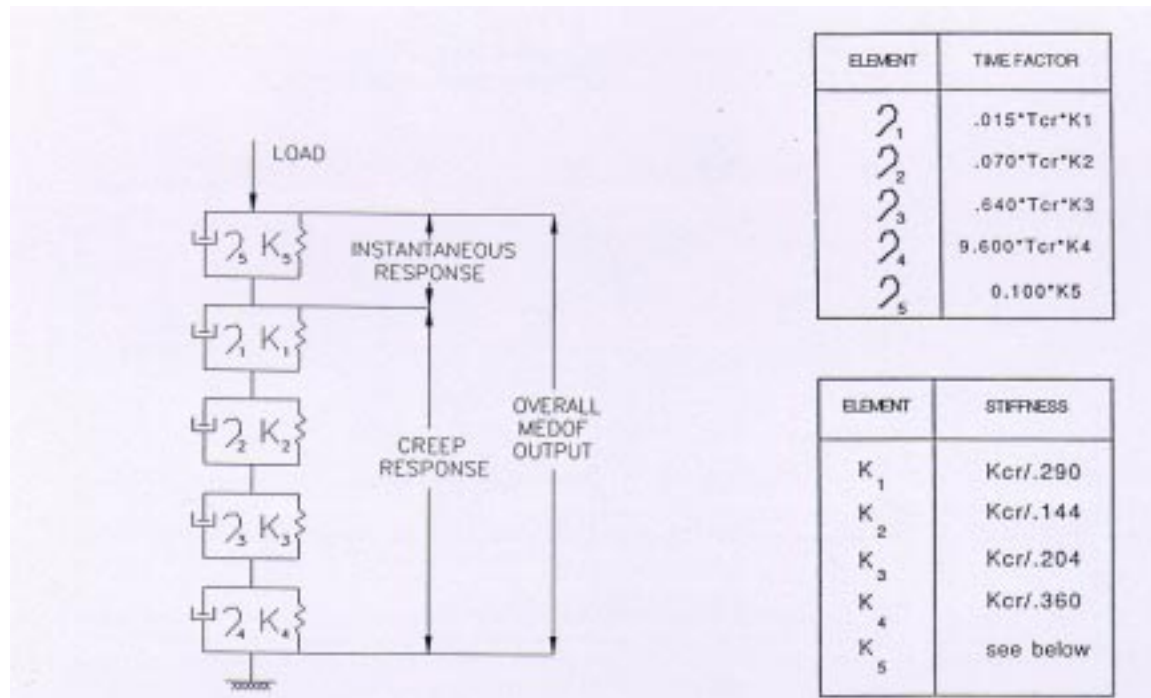 LOAD
INSTANTANEOUS
RESPONSE
CREEP
RESPONSE
OVERALL
MEDOF
OUTPUT
η₅ K₅
η₁ K₁
η₂ K₂
η₃ K₃
η₄ K₄
ELEMENT TIME FACTOR
η₁ .015*Tcr*K1
η₂ .070*Tcr*K2
η₃ .640*Tcr*K3
η₄ 9.600*Tcr*K4
η₅ 0.100*K5
ELEMENT STIFFNESS
K₁ Kcr/.290
K₂ Kcr/.144
K₃ Kcr/.204
K₄ Kcr/.360
K₅ see below